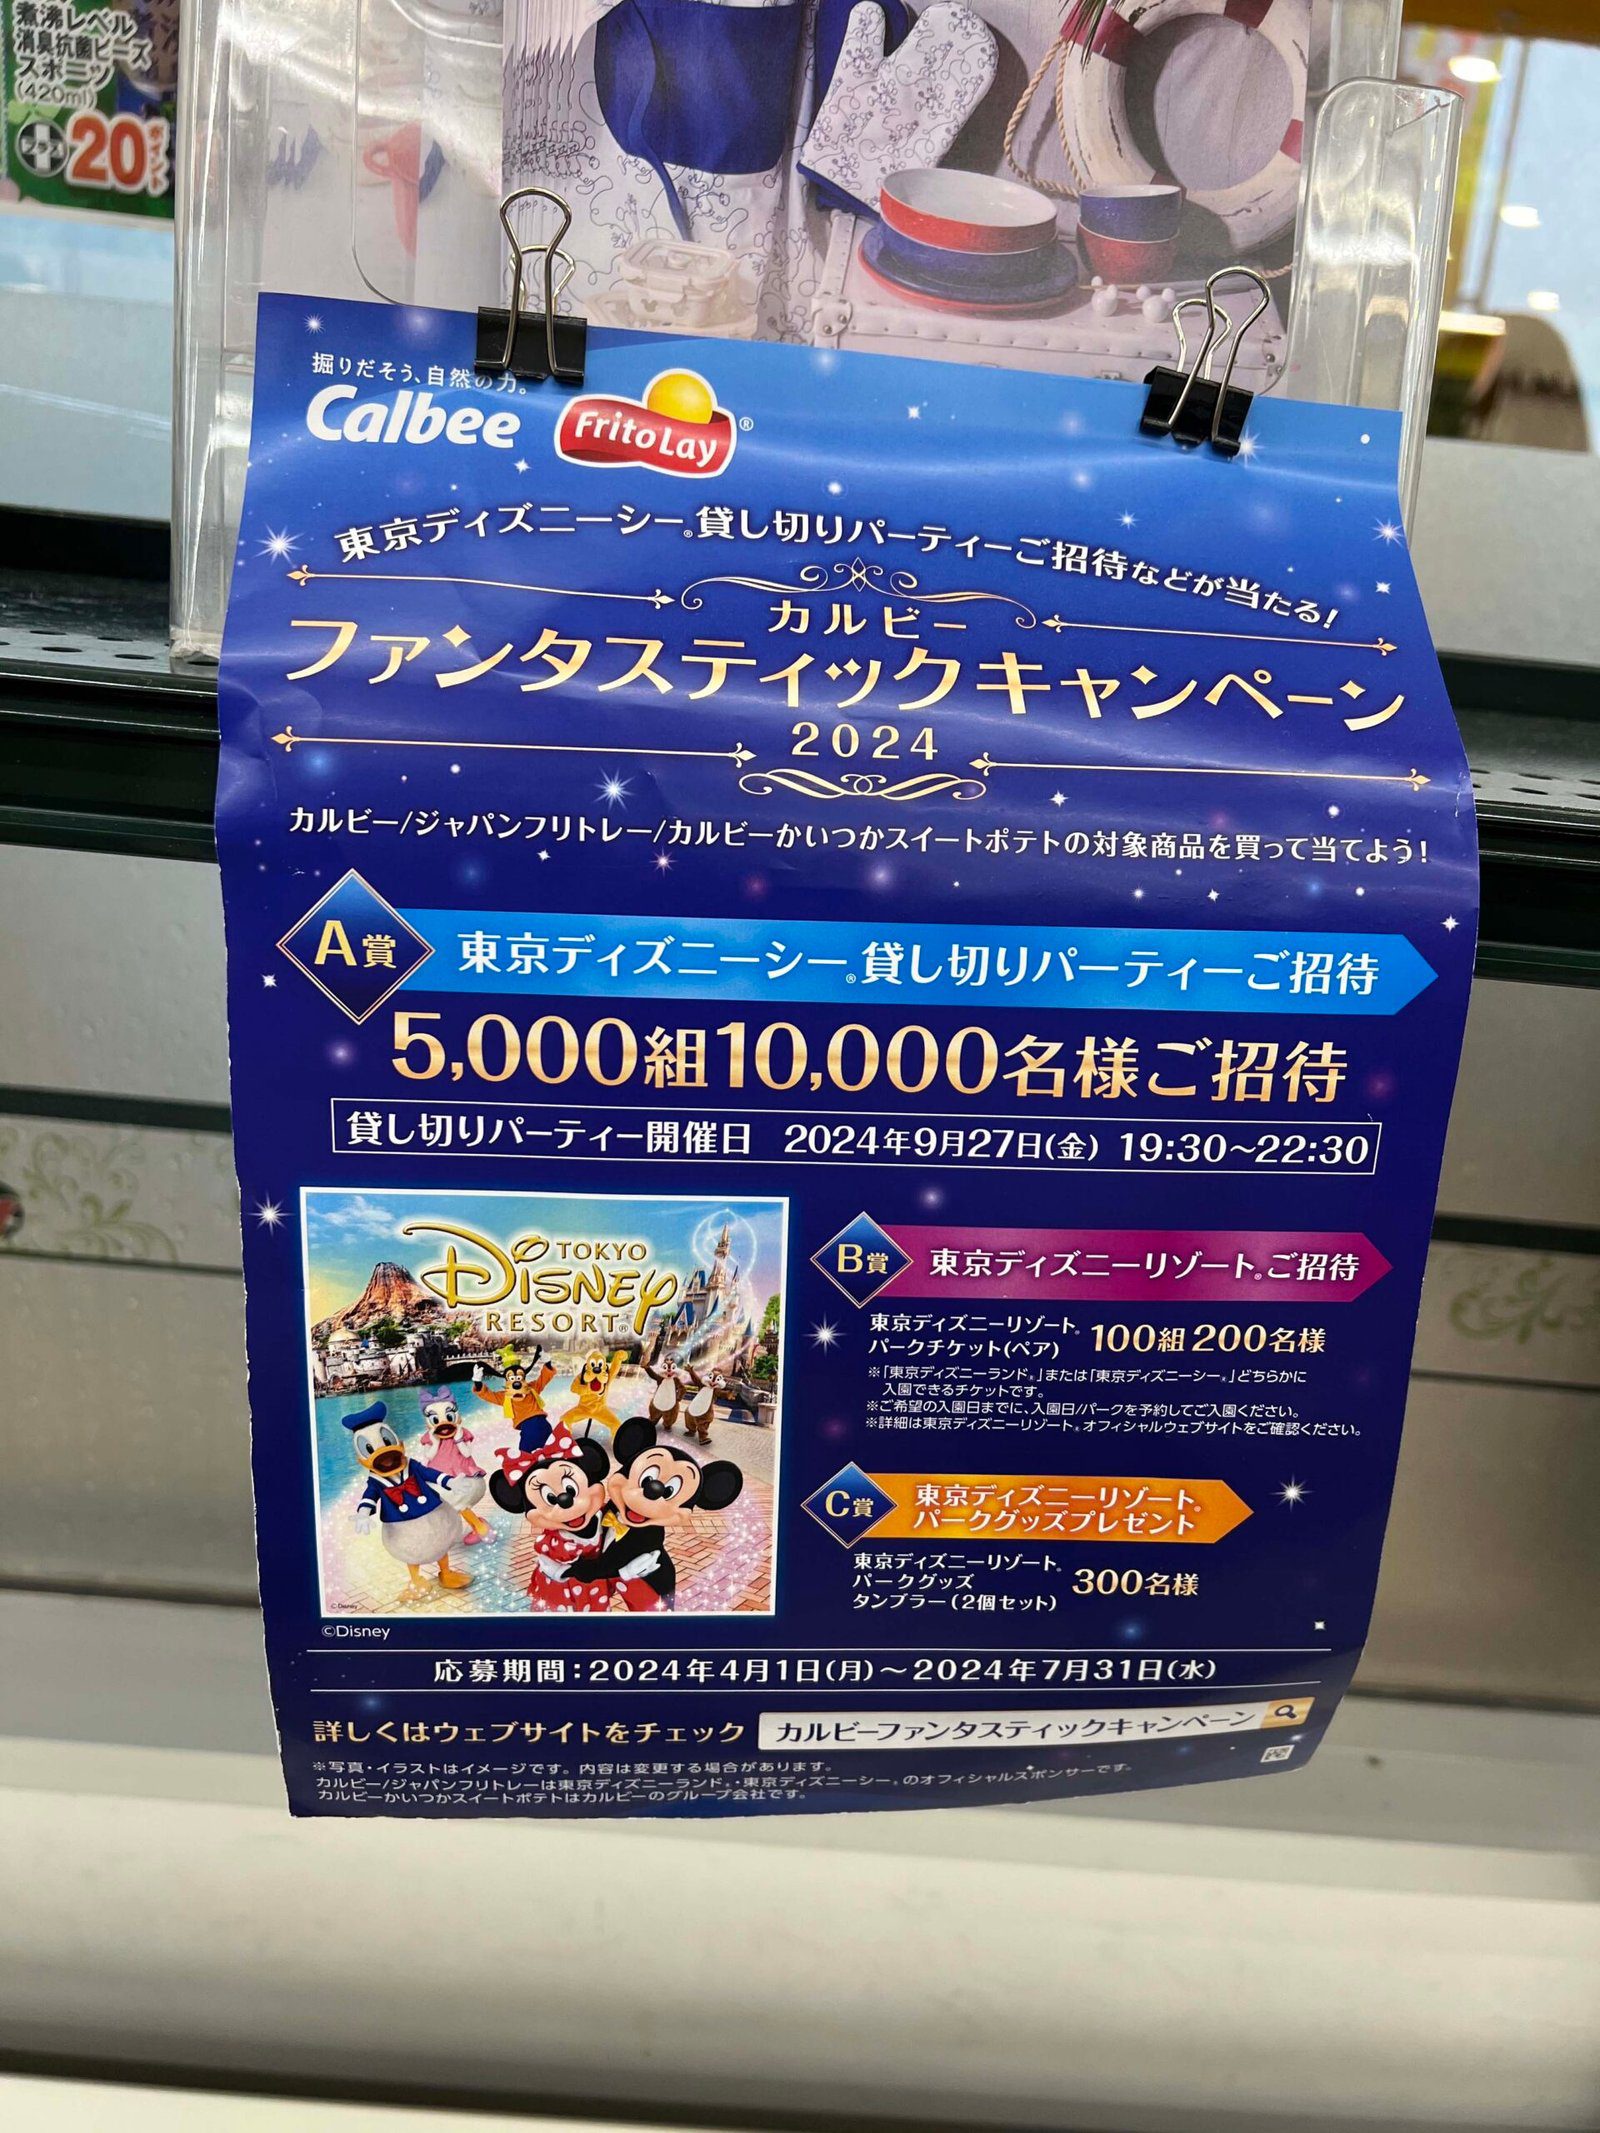 煮沸レベル
消臭抗菌ビーズ
スポンジ
(420ml)
プラス20ポイント
掘りだそう、自然の力。
Calbee
Frito Lay®
東京ディズニーシー®貸し切りパーティーご招待などが当たる!
カルビー
ファンタスティックキャンペーン
2024
カルビー/ジャパンフリトレー/カルビーかいつかスイートポテトの対象商品を買って当てよう!
A賞
東京ディズニーシー®貸し切りパーティーご招待
5,000組10,000名様ご招待
貸し切りパーティー開催日 2024年9月27日(金) 19:30~22:30
TOKYO
DISNEY
RESORT®
©Disney
©Disney
B賞
東京ディズニーリゾート®ご招待
東京ディズニーリゾート®
パークチケット(ペア) 100組200名様
※「東京ディズニーランド®」または「東京ディズニーシー®」どちらかに
入園できるチケットです。
※ご希望の入園日までに、入園日/パークを予約してご入園ください。
※詳細は東京ディズニーリゾート®オフィシャルウェブサイトをご確認ください。
C賞
東京ディズニーリゾート®
パークグッズプレゼント
東京ディズニーリゾート®
パークグッズ
タンブラー(2個セット) 300名様
応募期間:2024年4月1日(月)~2024年7月31日(水)
詳しくはウェブサイトをチェック カルビーファンタスティックキャンペーン
※写真・イラストはイメージです。内容は変更する場合があります。
カルビー/ジャパンフリトレーは東京ディズニーランド®・東京ディズニーシー®のオフィシャルスポンサーです。
カルビーかいつかスイートポテトはカルビーのグループ会社です。